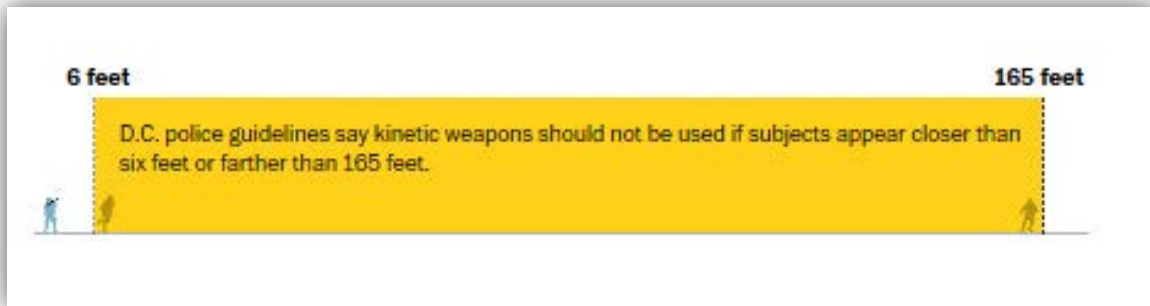 6 feet
165 feet
D.C. police guidelines say kinetic weapons should not be used if subjects appear closer than
six feet or farther than 165 feet.